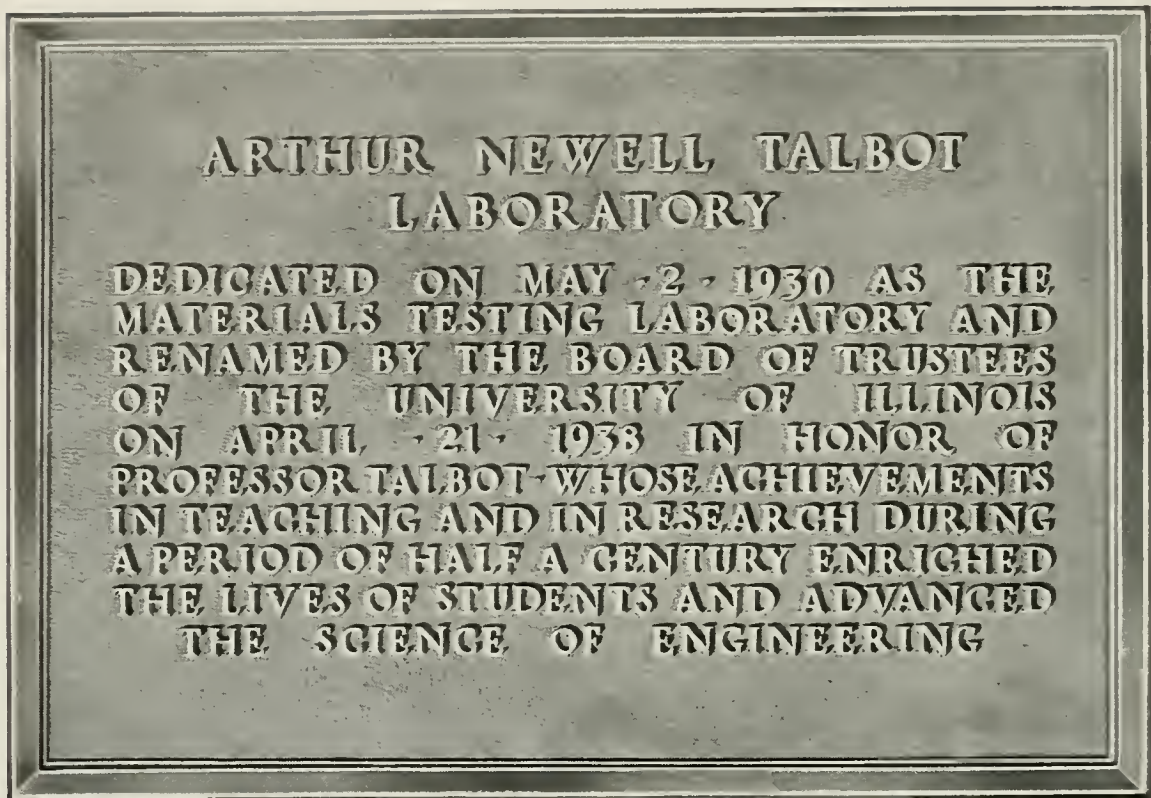 ARTHUR NEWELL TALBOT
LABORATORY
DEDICATED ON MAY · 2 · 1930 AS THE
MATERIALS TESTING LABORATORY AND
RENAMED BY THE BOARD OF TRUSTEES
OF THE UNIVERSITY OF ILLINOIS
ON APRIL · 21 · 1938 IN HONOR OF
PROFESSOR TALBOT · WHOSE ACHIEVEMENTS
IN TEACHING AND IN RESEARCH DURING
A PERIOD OF HALF A CENTURY ENRICHED
THE LIVES OF STUDENTS AND ADVANCED
THE SCIENCE OF ENGINEERING